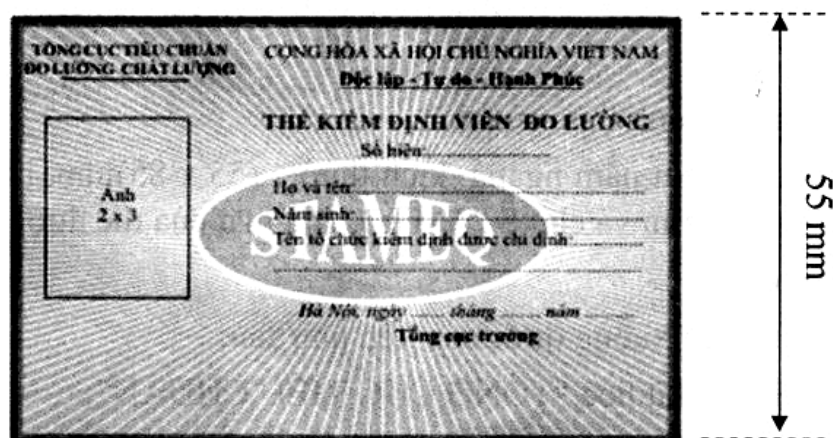 TỔNG CỤC TIÊU CHUẨN
ĐO LƯỜNG CHẤT LƯỢNG
CỘNG HÒA XÃ HỘI CHỦ NGHĨA VIỆT NAM
Độc lập - Tự do - Hạnh Phúc
THẺ KIỂM ĐỊNH VIÊN ĐO LƯỜNG
Số hiệu:....................
Ảnh
2 x 3
Họ và tên:....................
Năm sinh:....................
Tên tổ chức kiểm định được chỉ định:....................
STAMEQ
Hà Nội, ngày ....... tháng ........ năm ..........
Tổng cục trưởng
55 mm